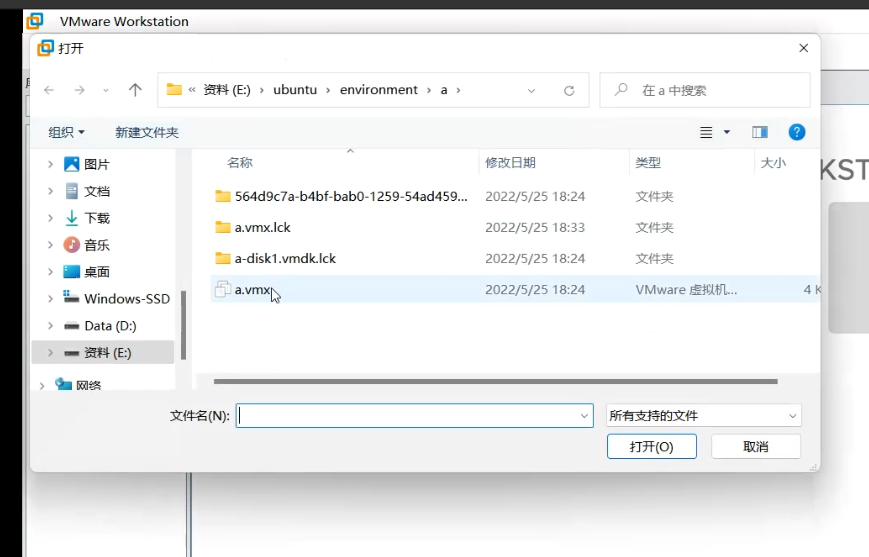 VMware Workstation
打开
« 资料 (E:) › ubuntu › environment › a ›
在 a 中搜索
组织
新建文件夹
名称
修改日期
类型
大小
图片
文档
下载
音乐
桌面
Windows-SSD
Data (D:)
资料 (E:)
网络
564d9c7a-b4bf-bab0-1259-54ad459... 2022/5/25 18:24 文件夹
a.vmx.lck 2022/5/25 18:33 文件夹
a-disk1.vmdk.lck 2022/5/25 18:24 文件夹
a.vmx 2022/5/25 18:24 VMware 虚拟机... 4 K
KST
文件名(N):
所有支持的文件
打开(O)
取消